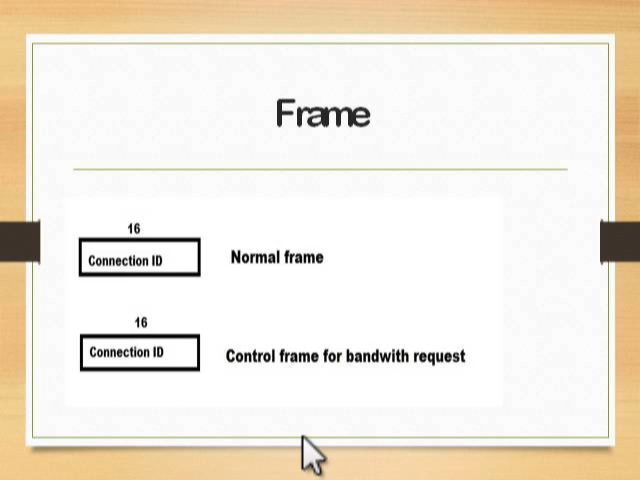 Frame
16
Connection ID
Normal frame
16
Connection ID
Control frame for bandwith request